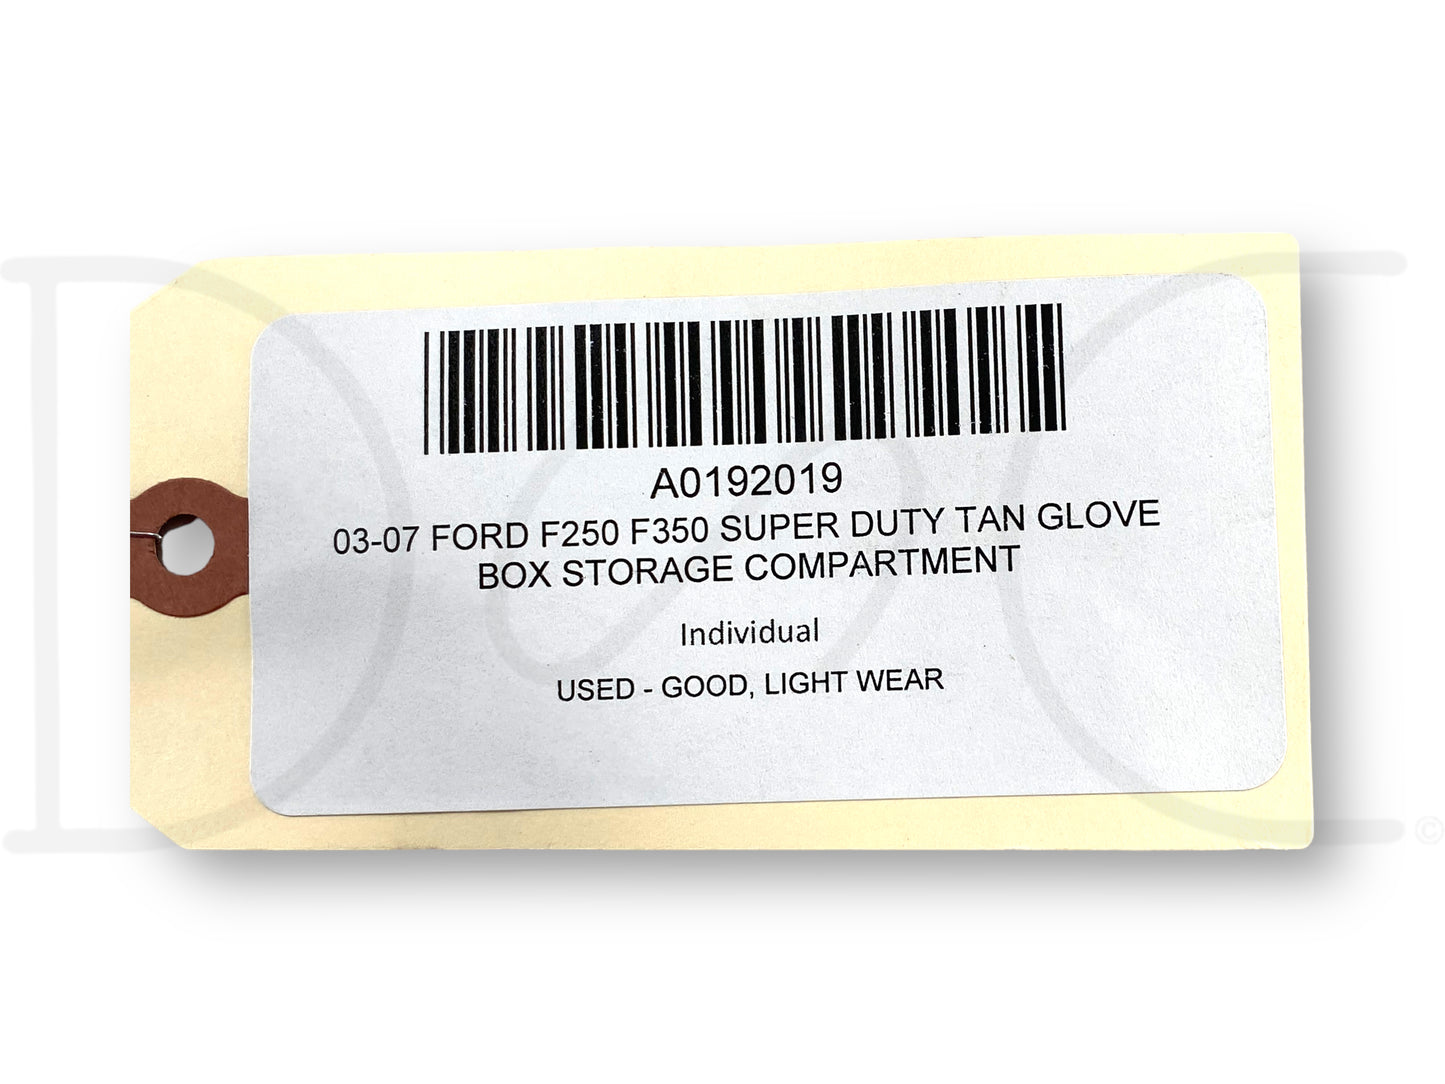 A0192019
03-07 FORD F250 F350 SUPER DUTY TAN GLOVE
BOX STORAGE COMPARTMENT
Individual
USED - GOOD, LIGHT WEAR
©